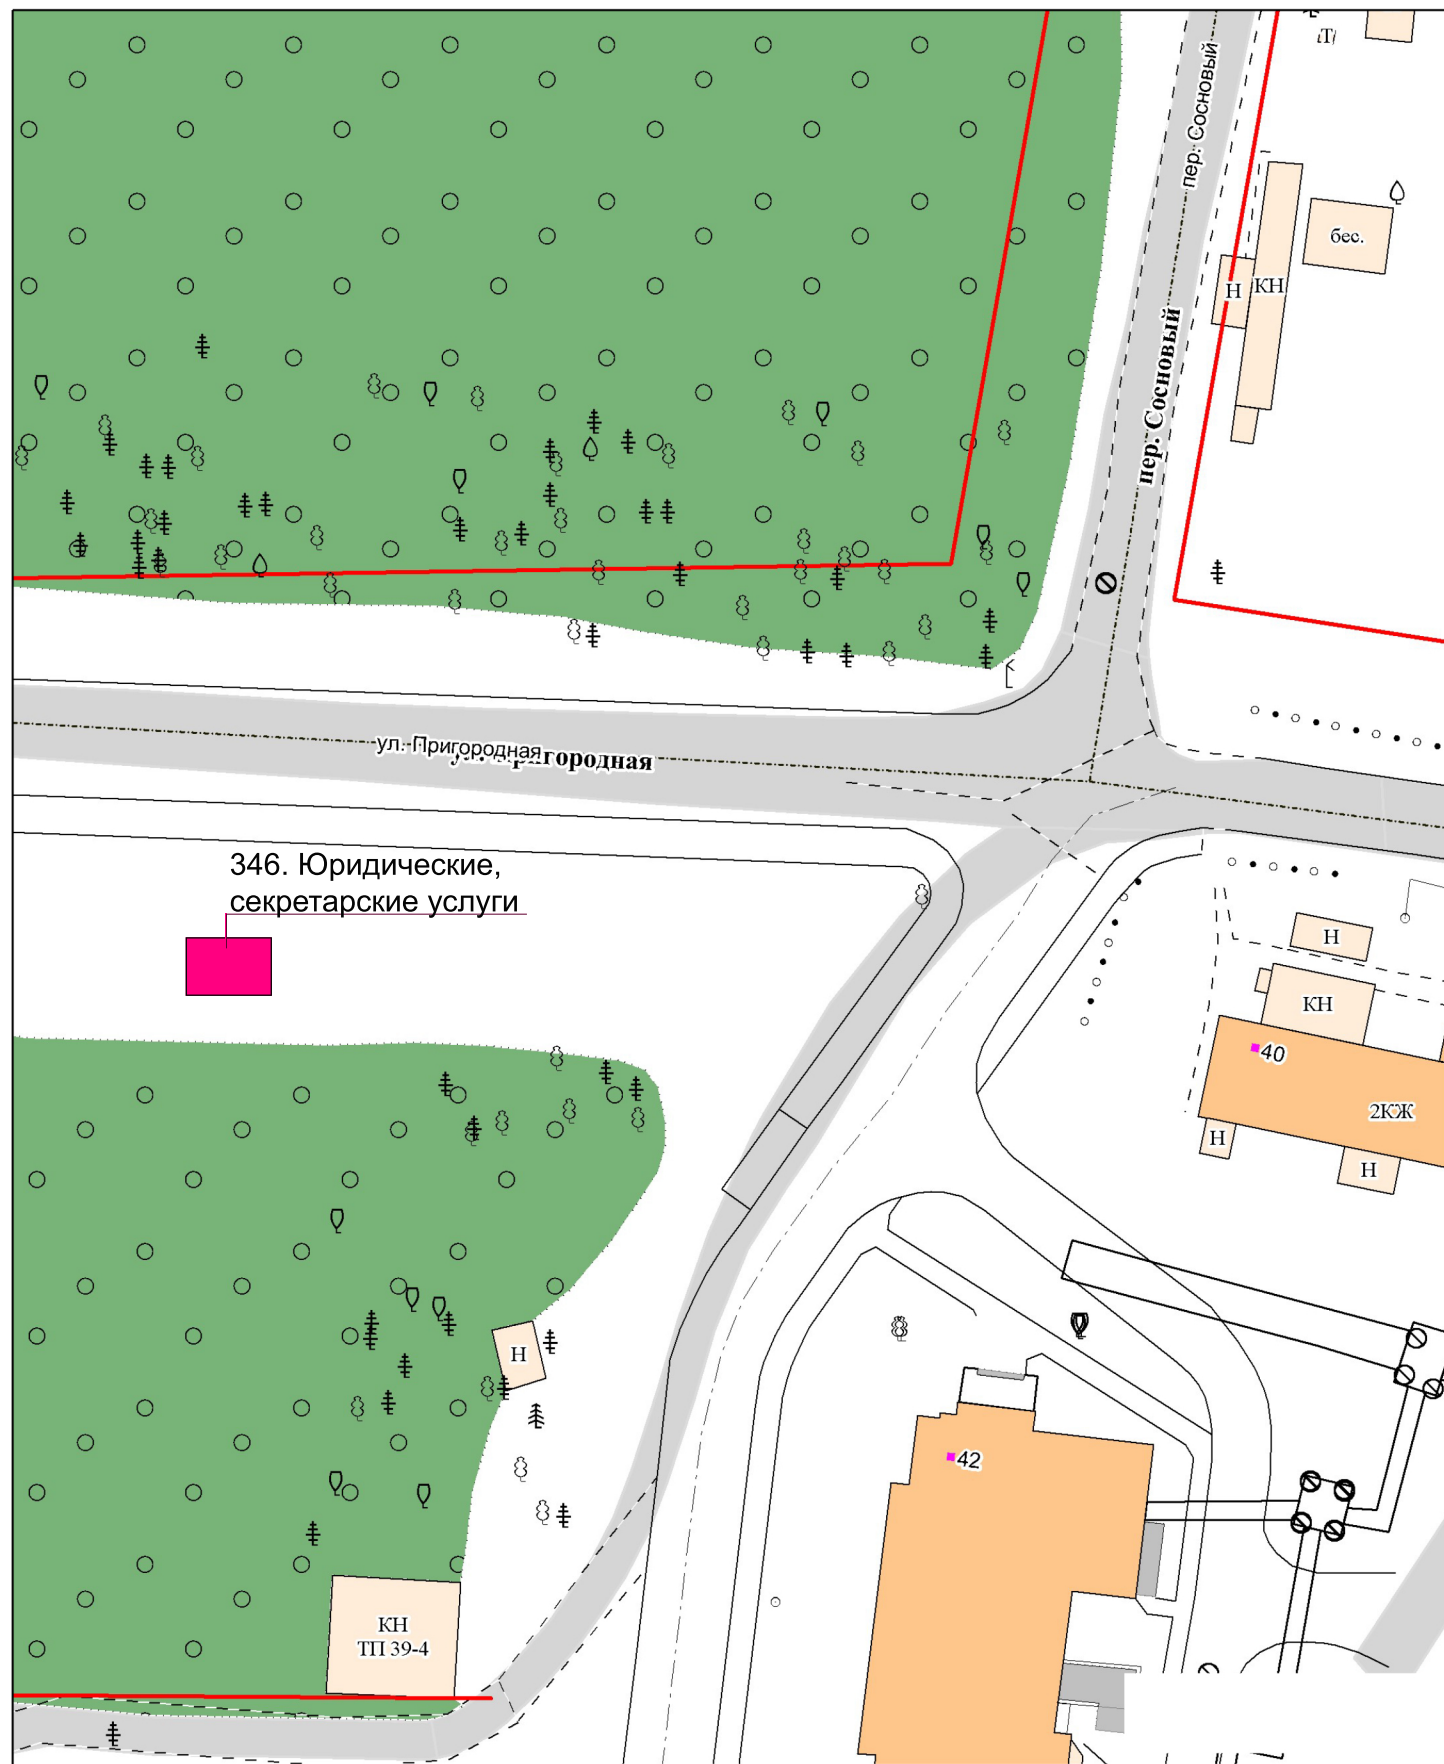 Т
пер. Сосновый
бес.
Н
КН
пер. Сосновый
ул. Пригородная
ул. Пригородная
346. Юридические,
секретарские услуги
Н
КН
40
2КЖ
Н
Н
Н
42
КН
ТП 39-4